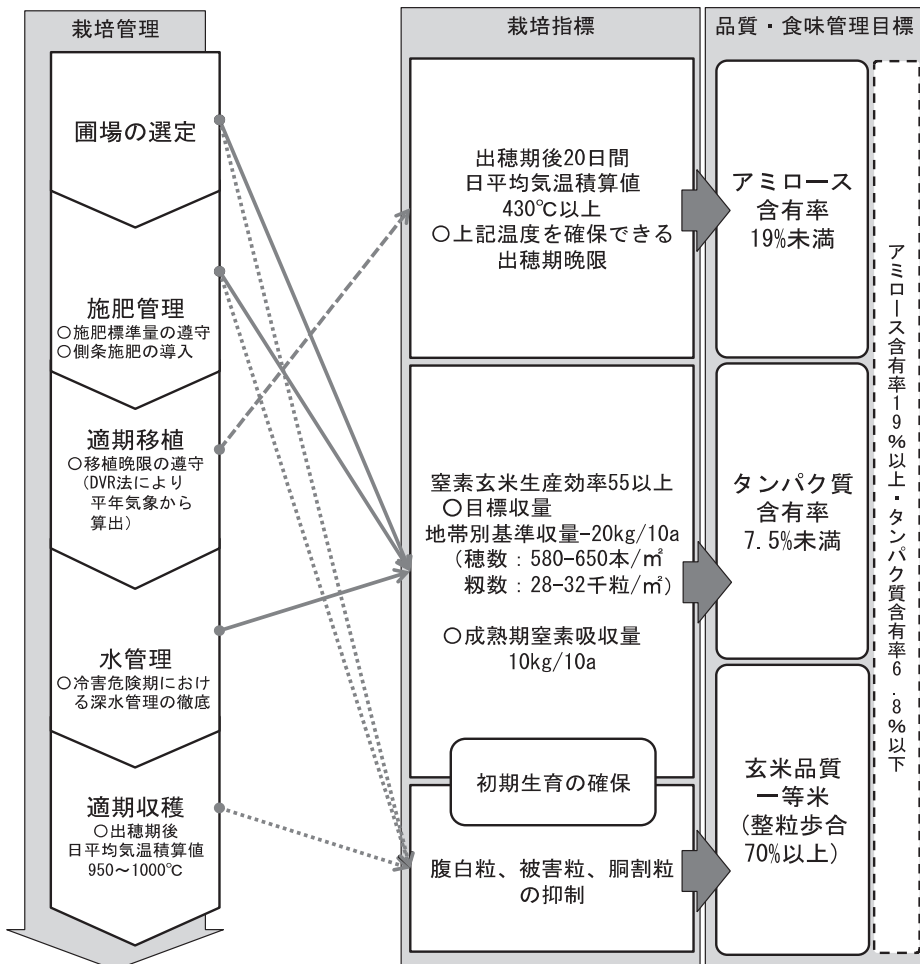 栽培管理
圃場の選定
施肥管理
○施肥標準量の遵守
○側条施肥の導入
適期移植
○移植晩限の遵守
(DVR法により
平年気象から
算出)
水管理
○冷害危険期におけ
る深水管理の徹底
適期収穫
○出穂期後
日平均気温積算値
950～1000℃
栽培指標
出穂期後20日間
日平均気温積算値
430℃以上
○上記温度を確保できる
出穂期晩限
窒素玄米生産効率55以上
○目標収量
地帯別基準収量-20kg/10a
(穂数：580-650本/㎡
籾数：28-32千粒/㎡)
○成熟期窒素吸収量
10kg/10a
初期生育の確保
腹白粒、被害粒、胴割粒
の抑制
品質・食味管理目標
アミロース
含有率
19%未満
タンパク質
含有率
7.5%未満
玄米品質
一等米
(整粒歩合
70%以上)
アミロース含有率19%以上・タンパク質含有率6.8%以下